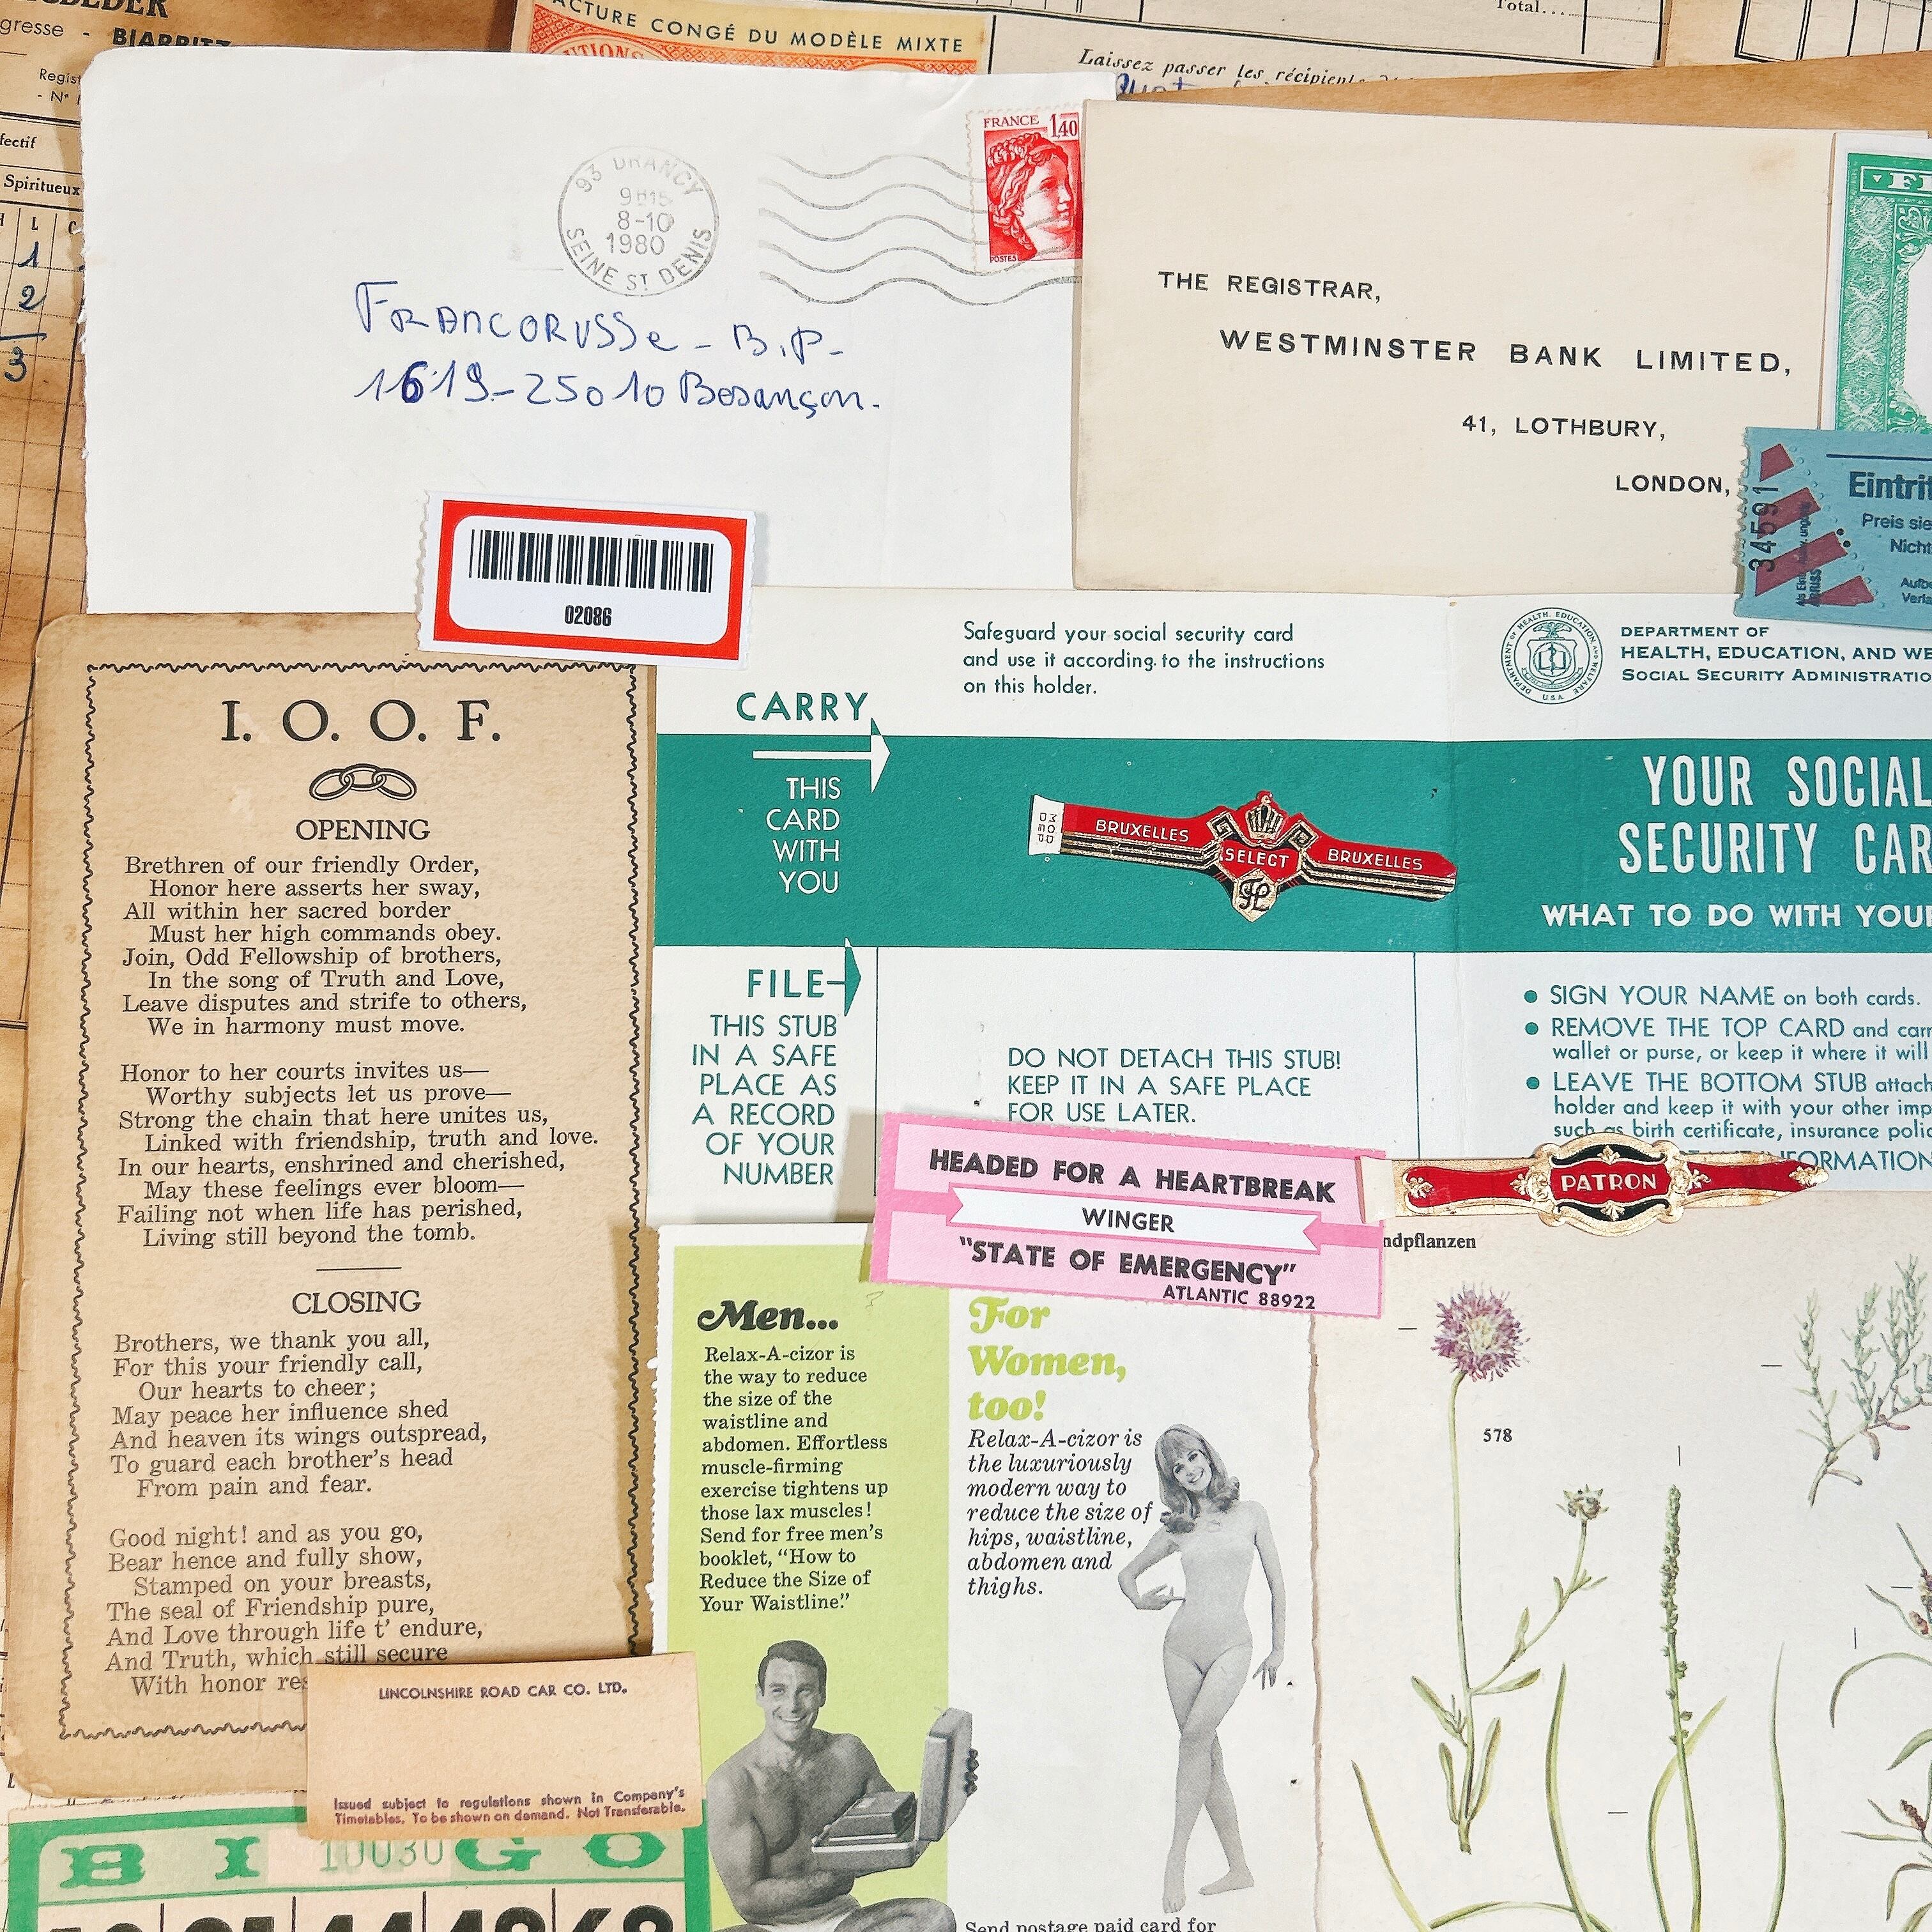 gresse - BIARRITZ
- N°
Spiritueux
L
1
2
3
CONGÉ DU MODÈLE MIXTE
Total...
Laissez passer les récipients
93 DRANCY
8-10
1980
SEINE ST DENIS
FRANCE 1,40
POSTES
FRANCORUSSe - B.P.
1619-25010 Besançon.
02086
THE REGISTRAR,
WESTMINSTER BANK LIMITED,
41, LOTHBURY,
LONDON,
34591
Preis sie
I. O. O. F.
OPENING
Brethren of our friendly Order,
Honor here asserts her sway,
All within her sacred border
Must her high commands obey.
Join, Odd Fellowship of brothers,
In the song of Truth and Love,
Leave disputes and strife to others,
We in harmony must move.
Honor to her courts invites us—
Worthy subjects let us prove—
Strong the chain that here unites us,
Linked with friendship, truth and love.
In our hearts, enshrined and cherished,
May these feelings ever bloom—
Failing not when life has perished,
Living still beyond the tomb.
CLOSING
Brothers, we thank you all,
For this your friendly call,
Our hearts to cheer;
May peace her influence shed
And heaven its wings outspread,
To guard each brother's head
From pain and fear.
Good night! and as you go,
Bear hence and fully show,
Stamped on your breasts,
The seal of Friendship pure,
And Love through life t' endure,
And Truth, which still secure
With honor
LINCOLNSHIRE ROAD CAR CO. LTD.
Issued subject to regulations shown in Company's
Timetables. To be shown on demand. Not Transferable.
B I G O
10030
Safeguard your social security card
and use it according to the instructions
on this holder.
CARRY
THIS
CARD
WITH
YOU
FILE
THIS STUB
IN A SAFE
PLACE AS
A RECORD
OF YOUR
NUMBER
DO NOT DETACH THIS STUB!
KEEP IT IN A SAFE PLACE
FOR USE LATER.
DEPARTMENT OF HEALTH, EDUCATION, AND WELFARE
U.S.A.
DEPARTMENT OF
HEALTH, EDUCATION, AND WE
SOCIAL SECURITY ADMINISTRATIO
YOUR SOCIAL
SECURITY CAR
WHAT TO DO WITH YOUR
SIGN YOUR NAME on both cards.
REMOVE THE TOP CARD and carr
wallet or purse, or keep it where it will
LEAVE THE BOTTOM STUB attach
holder and keep it with your other imp
such as birth certificate, insurance polic
BRUXELLES SELECT BRUXELLES
HEADED FOR A HEARTBREAK
WINGER
"STATE OF EMERGENCY"
ATLANTIC 88922
PATRON
ndpflanzen
578
Men...
Relax-A-cizor is
the way to reduce
the size of the
waistline and
abdomen. Effortless
muscle-firming
exercise tightens up
those lax muscles!
Send for free men's
booklet, "How to
Reduce the Size of
Your Waistline."
For
Women,
too!
Relax-A-cizor is
the luxuriously
modern way to
reduce the size of
hips, waistline,
abdomen and
thighs.
Send postage paid card for